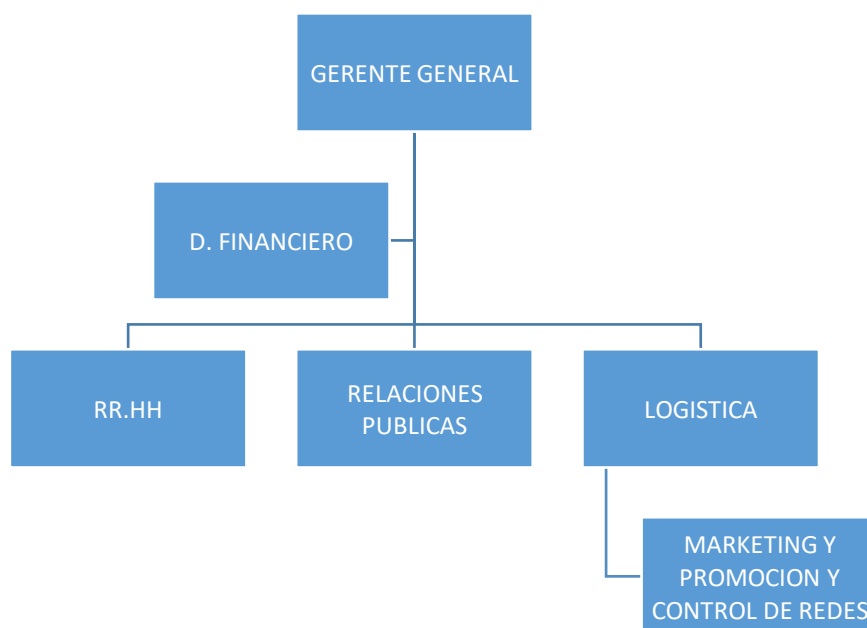 GERENTE GENERAL
D. FINANCIERO
RR.HH
RELACIONES
PUBLICAS
LOGISTICA
MARKETING Y
PROMOCION Y
CONTROL DE REDES